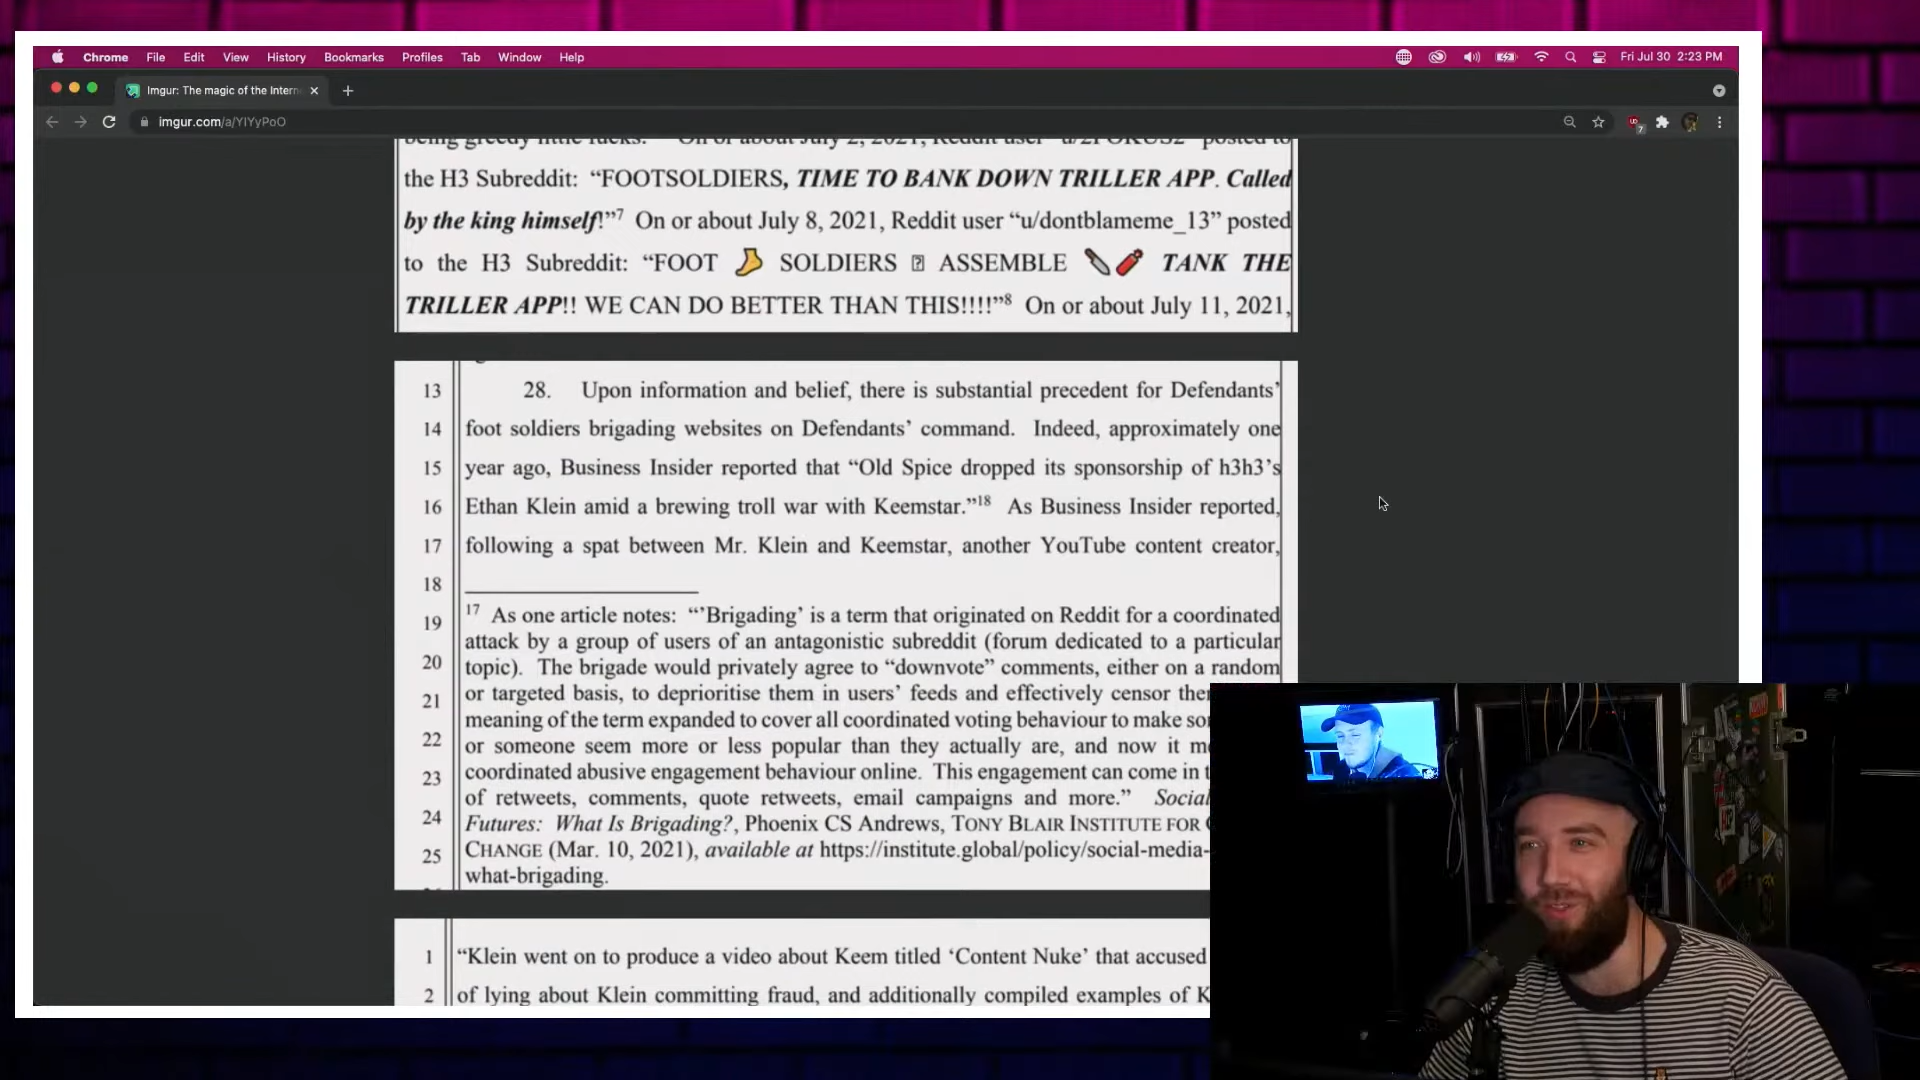 Chrome File Edit View History Bookmarks Profiles Tab Window Help Fri Jul 30 2:23 PM
Imgur: The magic of the Intern
imgur.com/a/YIYyPoO
7
being greedy little fucks. On or about July 2, 2021, Reddit user posted to
the H3 Subreddit: “FOOTSOLDIERS, TIME TO BANK DOWN TRILLER APP. Called
by the king himself!”7 On or about July 8, 2021, Reddit user “u/dontblameme_13” posted
to the H3 Subreddit: “FOOT 🦶 SOLDIERS ASSEMBLE 🔪🧨 TANK THE
TRILLER APP!! WE CAN DO BETTER THAN THIS!!!!”8 On or about July 11, 2021,
13 28. Upon information and belief, there is substantial precedent for Defendants’
14 foot soldiers brigading websites on Defendants’ command. Indeed, approximately one
15 year ago, Business Insider reported that “Old Spice dropped its sponsorship of h3h3’s
16 Ethan Klein amid a brewing troll war with Keemstar.”18 As Business Insider reported,
17 following a spat between Mr. Klein and Keemstar, another YouTube content creator,
18
19 17 As one article notes: “’Brigading’ is a term that originated on Reddit for a coordinated
attack by a group of users of an antagonistic subreddit (forum dedicated to a particular
20 topic). The brigade would privately agree to “downvote” comments, either on a random
21 or targeted basis, to deprioritise them in users’ feeds and effectively censor
meaning of the term expanded to cover all coordinated voting behaviour to make
22 or someone seem more or less popular than they actually are, and now it
23 coordinated abusive engagement behaviour online. This engagement can come in
of retweets, comments, quote retweets, email campaigns and more.” Social
24 Futures: What Is Brigading?, Phoenix CS Andrews, TONY BLAIR INSTITUTE FOR
25 CHANGE (Mar. 10, 2021), available at https://institute.global/policy/social-media-
what-brigading.
1 “Klein went on to produce a video about Keem titled ‘Content Nuke’ that accused
2 of lying about Klein committing fraud, and additionally compiled examples of